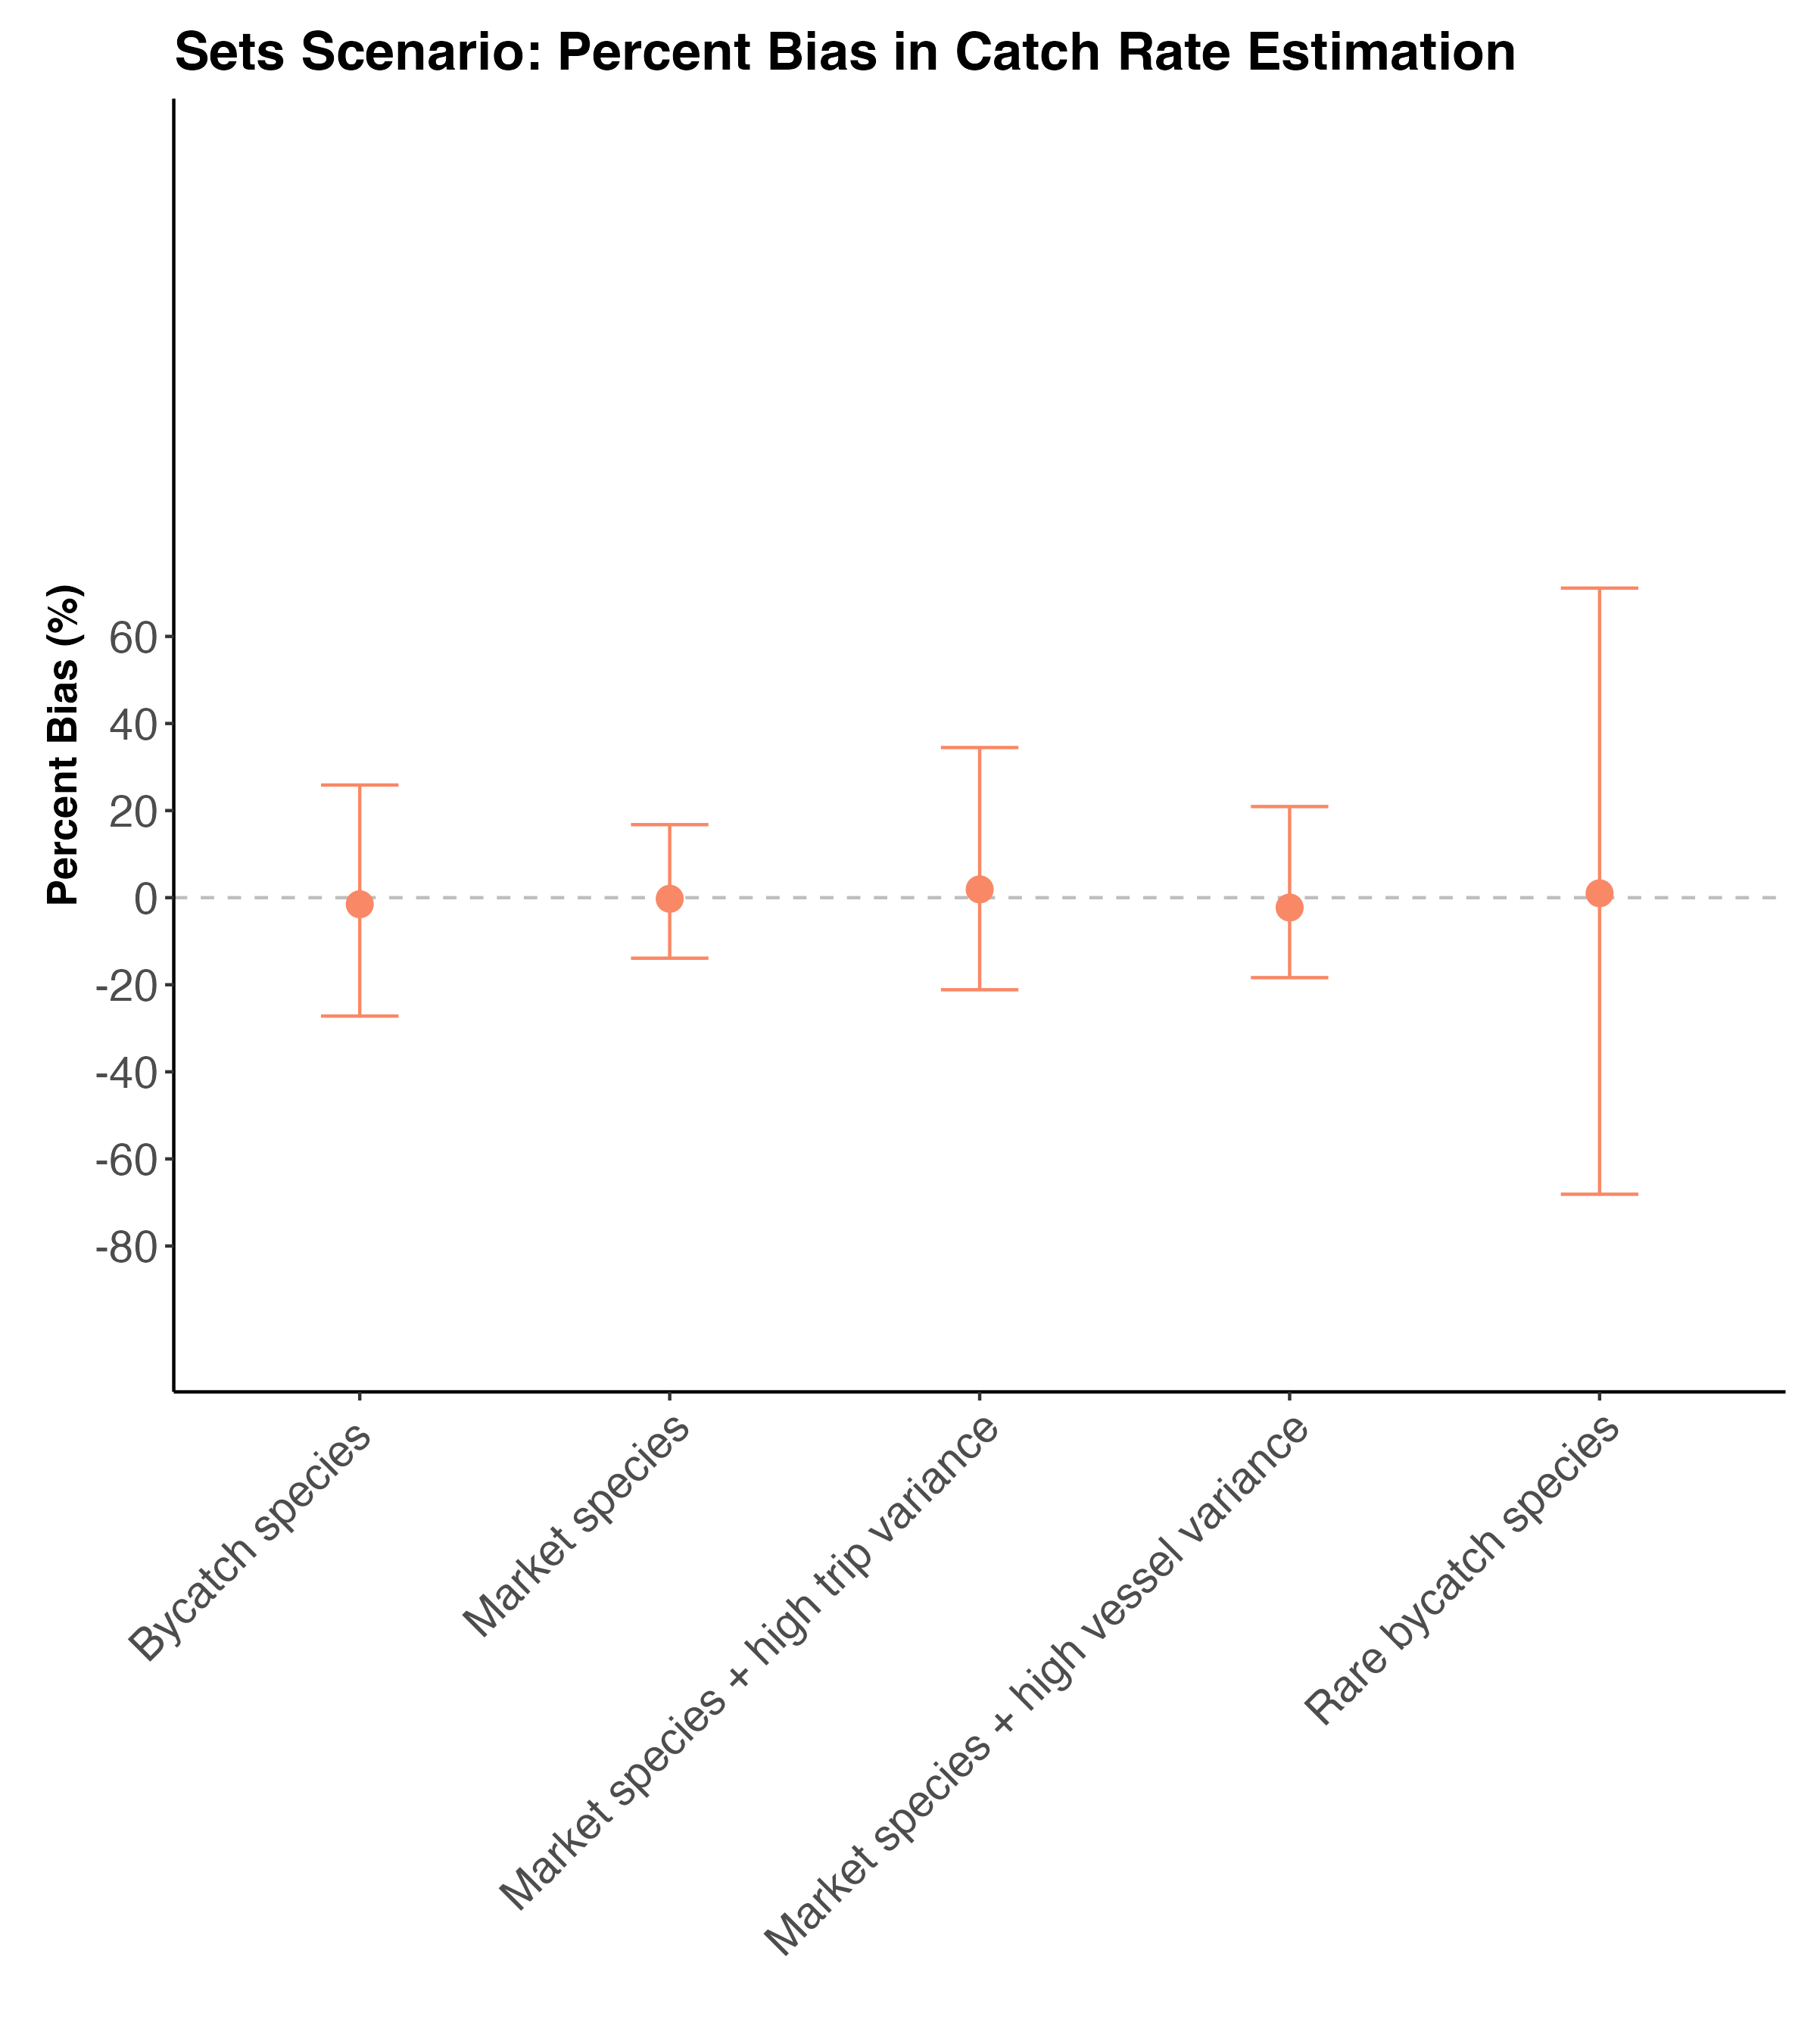 Sets Scenario: Percent Bias in Catch Rate Estimation
Percent Bias (%)
60
40
20
0
-20
-40
-60
-80
Bycatch species
Market species
Market species + high trip variance
Market species + high vessel variance
Rare bycatch species